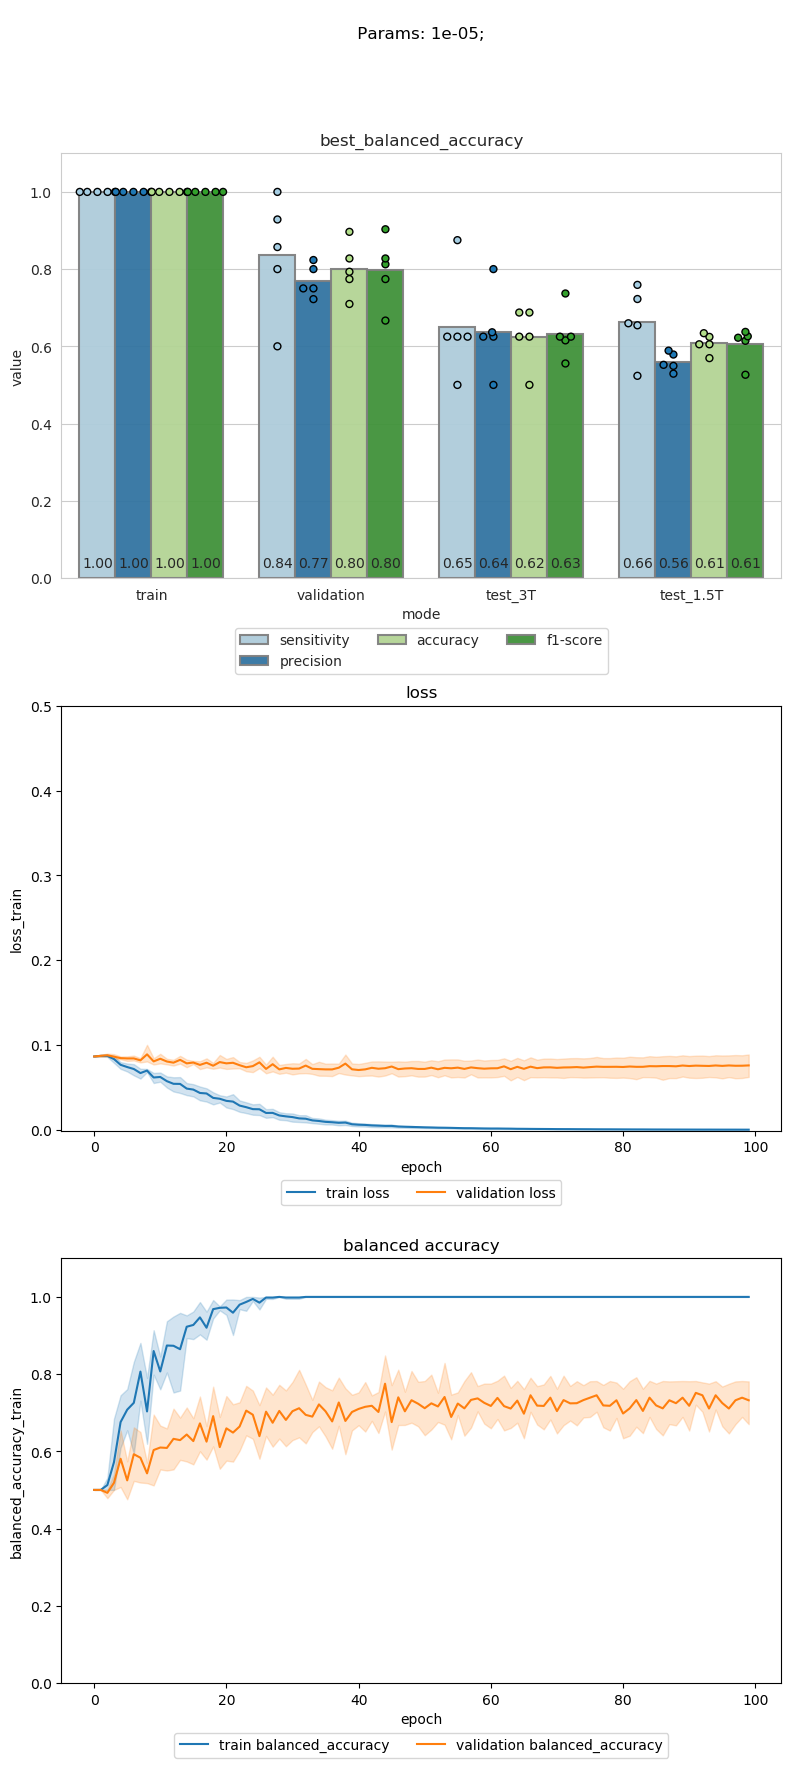 Params: 1e-05;
best_balanced_accuracy
value
1.0
0.8
0.6
0.4
0.2
0.0
1.00 1.00 1.00 1.00 0.84 0.77 0.80 0.80 0.65 0.64 0.62 0.63 0.66 0.56 0.61 0.61
train validation test_3T test_1.5T
mode
sensitivity accuracy f1-score
precision
loss
loss_train
0.5
0.4
0.3
0.2
0.1
0.0
0 20 40 60 80 100
epoch
train loss validation loss
balanced accuracy
balanced_accuracy_train
1.0
0.8
0.6
0.4
0.2
0.0
0 20 40 60 80 100
epoch
train balanced_accuracy validation balanced_accuracy